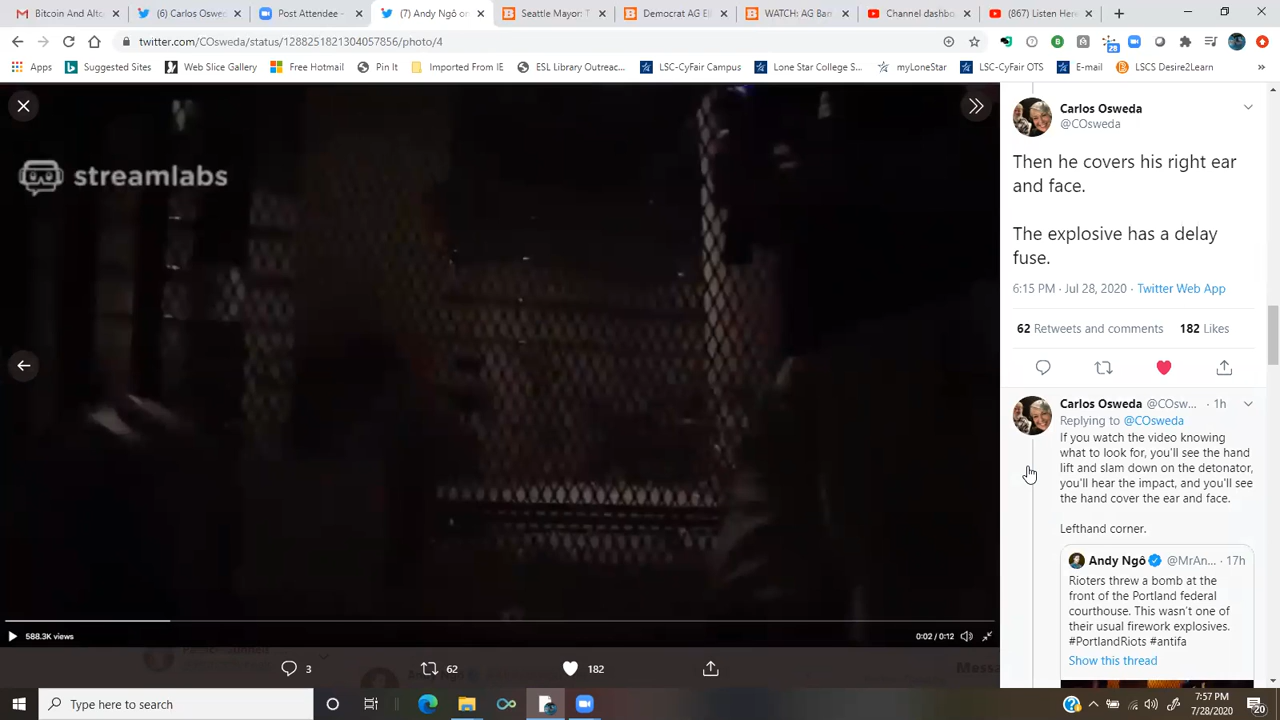 Bitcoin And Alt
(6) Carlos Oswe
Post Attendee -
(7) Andy Ngô on
Seattle Mayor: T
Democrat AG El
WATCH: AG Bar
Channel dashbo
(867) Listen Her
twitter.com/COsweda/status/1288251821304057856/photo/4
28
Apps
Suggested Sites
Web Slice Gallery
Free Hotmail
Pin It
Imported From IE
ESL Library Outreac...
LSC-CyFair Campus
Lone Star College S...
myLoneStar
LSC-CyFair OTS
E-mail
LSCS Desire2Learn
streamlabs
Carlos Osweda
@COsweda
Then he covers his right ear
and face.
The explosive has a delay
fuse.
6:15 PM · Jul 28, 2020 · Twitter Web App
62 Retweets and comments 182 Likes
Carlos Osweda @COsw... · 1h
Replying to @COsweda
If you watch the video knowing
what to look for, you'll see the hand
lift and slam down on the detonator,
you'll hear the impact, and you'll see
the hand cover the ear and face.
Lefthand corner.
Andy Ngô @MrAn... · 17h
Rioters threw a bomb at the
front of the Portland federal
courthouse. This wasn't one of
their usual firework explosives.
#PortlandRiots #antifa
Show this thread
588.3K views
0:02 / 0:12
3
62
182
Type here to search
7:57 PM
7/28/2020
20